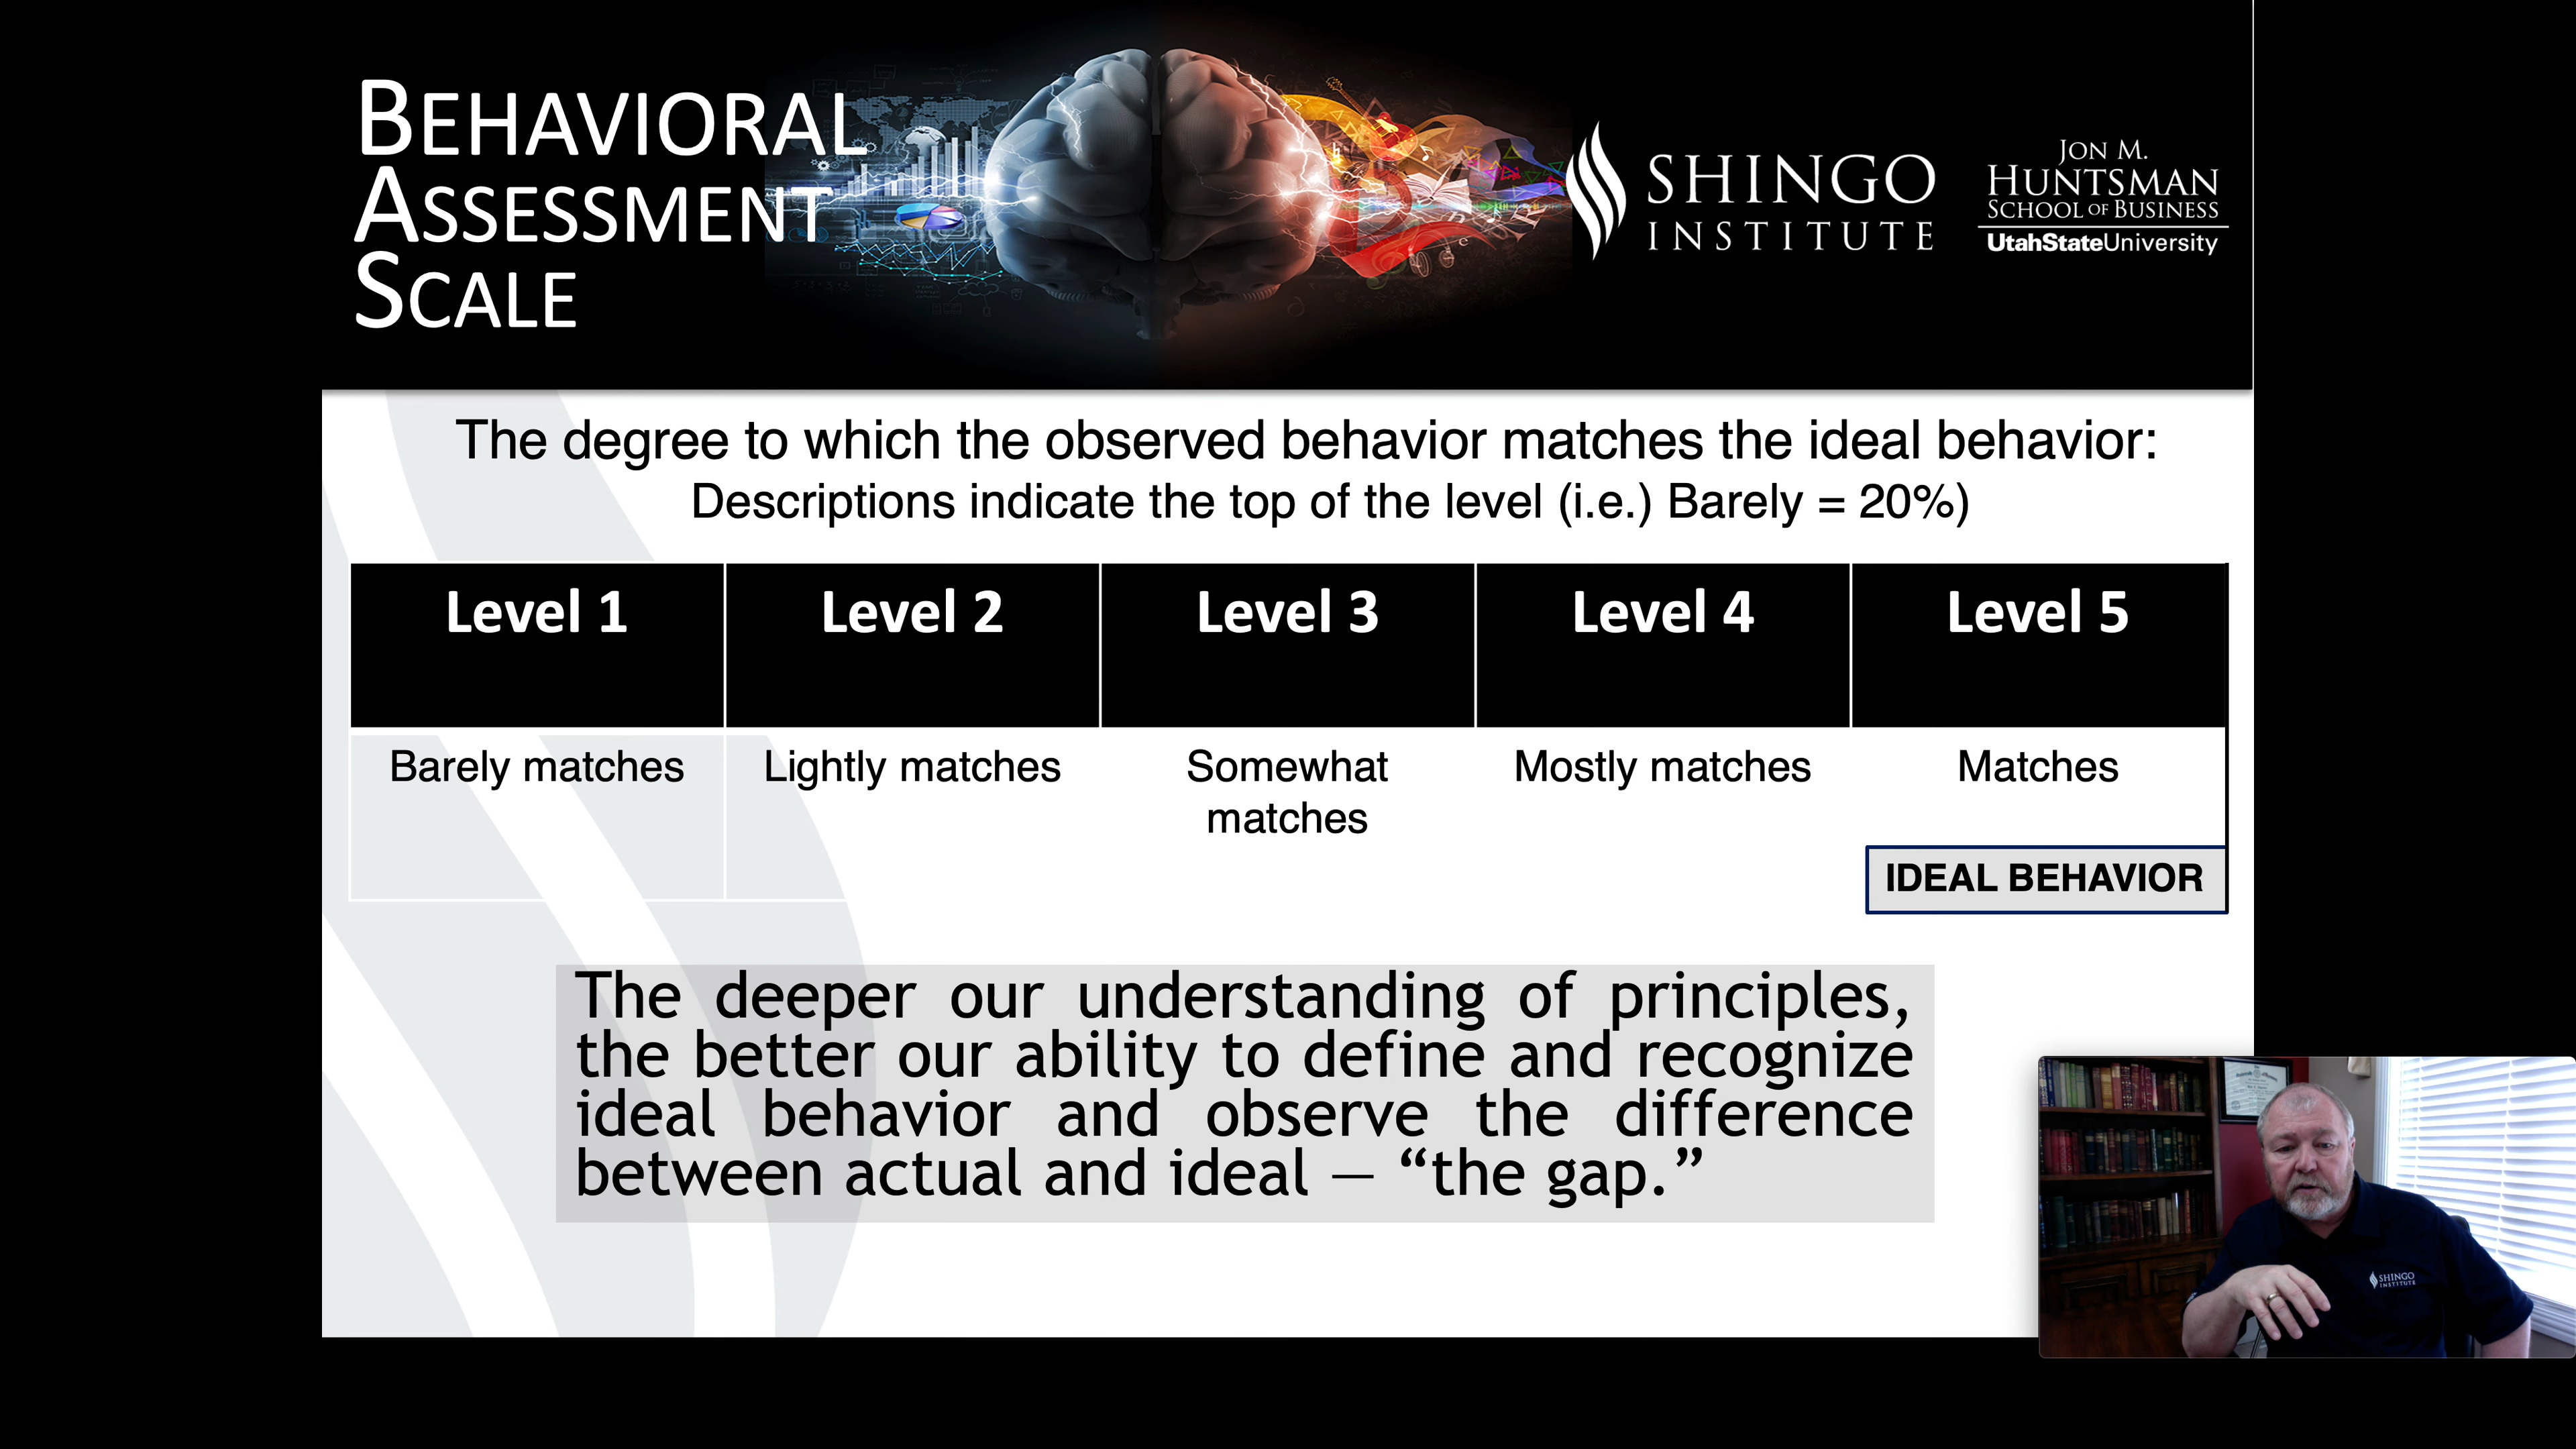 BEHAVIORAL
ASSESSMENT
SCALE
SHINGO
INSTITUTE
JON M.
HUNTSMAN
SCHOOL OF BUSINESS
UtahStateUniversity
The degree to which the observed behavior matches the ideal behavior:
Descriptions indicate the top of the level (i.e.) Barely = 20%)
Level 1
Level 2
Level 3
Level 4
Level 5
Barely matches
Lightly matches
Somewhat
matches
Mostly matches
Matches
IDEAL BEHAVIOR
The deeper our understanding of principles,
the better our ability to define and recognize
ideal behavior and observe the difference
between actual and ideal — “the gap.”
SHINGO
INSTITUTE